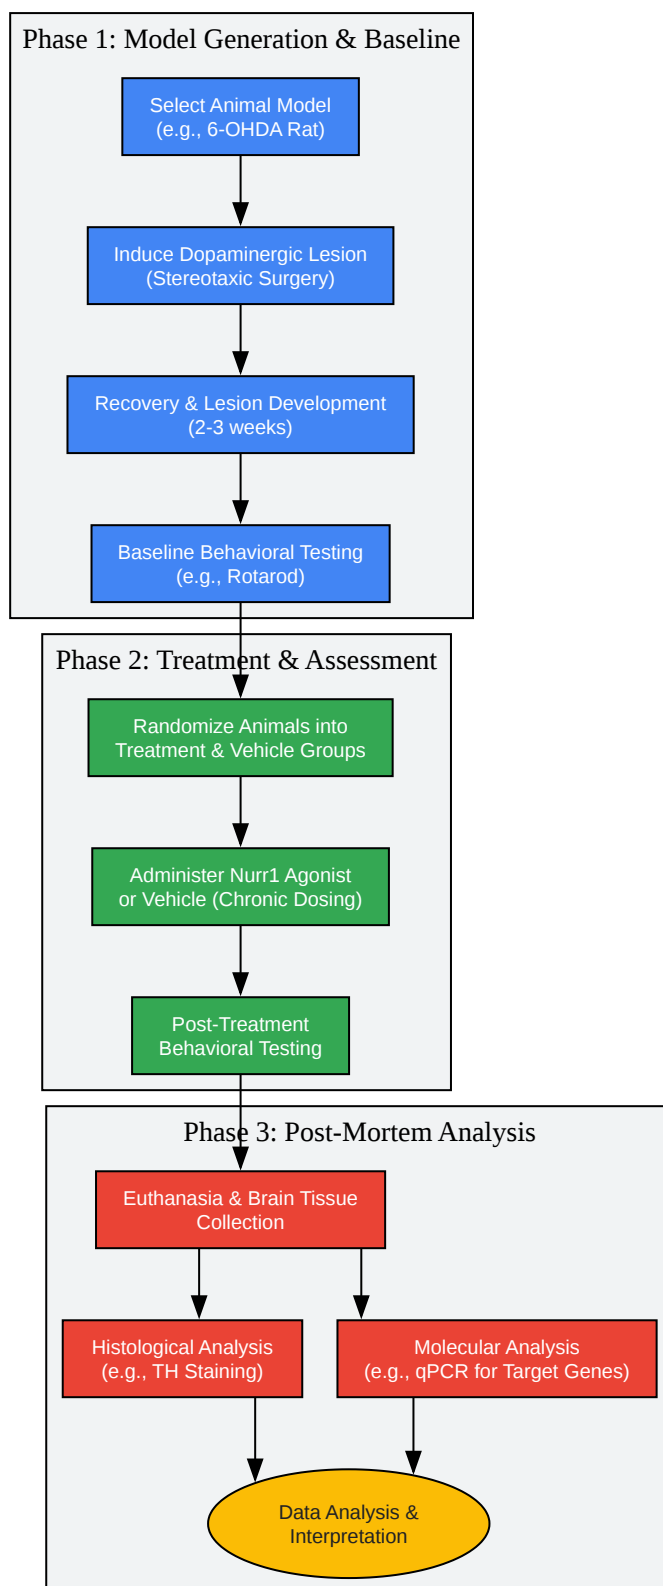 Phase 1: Model Generation & Baseline
Select Animal Model
(e.g., 6-OHDA Rat)
Induce Dopaminergic Lesion
(Stereotaxic Surgery)
Recovery & Lesion Development
(2-3 weeks)
Baseline Behavioral Testing
(e.g., Rotarod)
Phase 2: Treatment & Assessment
Randomize Animals into
Treatment & Vehicle Groups
Administer Nurr1 Agonist
or Vehicle (Chronic Dosing)
Post-Treatment
Behavioral Testing
Phase 3: Post-Mortem Analysis
Euthanasia & Brain Tissue
Collection
Histological Analysis
(e.g., TH Staining)
Molecular Analysis
(e.g., qPCR for Target Genes)
Data Analysis &
Interpretation